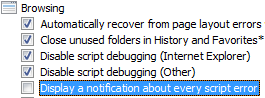 Browsing
Automatically recover from page layout errors
Close unused folders in History and Favorites*
Disable script debugging (Internet Explorer)
Disable script debugging (Other)
Display a notification about every script error